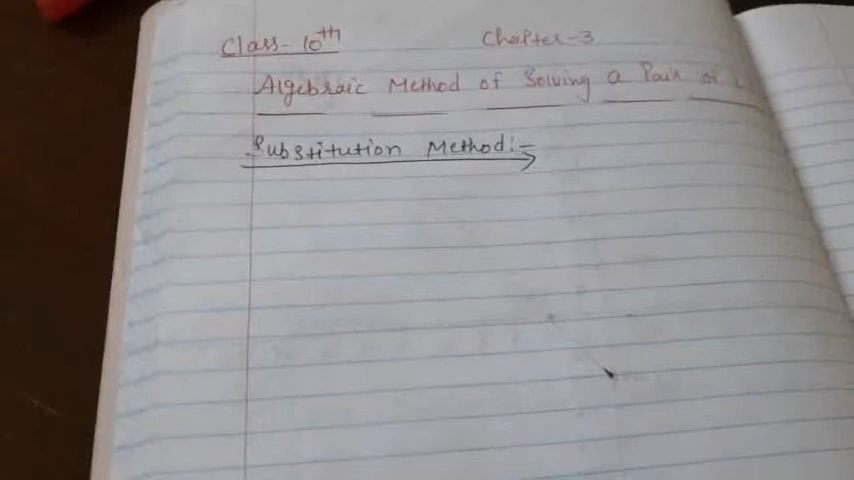 Class- 10th Chapter-3
Algebraic Method of Solving a Pair of L
Substitution Method:-